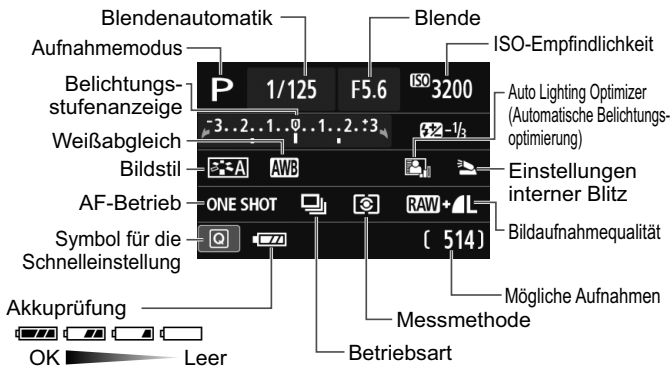 Blendenautomatik
Blende
Aufnahmemodus
ISO-Empfindlichkeit
P 1/125 F5.6 ISO 3200
Belichtungs-
stufenanzeige
Auto Lighting Optimizer
(Automatische Belichtungs-
optimierung)
-3..2..1..0..1..2.:3
-1/3
Weißabgleich
AWB
Bildstil
A
Einstellungen
interner Blitz
AF-Betrieb
ONE SHOT
RAW+L
Bildaufnahmequalität
Symbol für die
Schnelleinstellung
Q
( 514)
Mögliche Aufnahmen
Akkuprüfung
Messmethode
Betriebsart
OK Leer